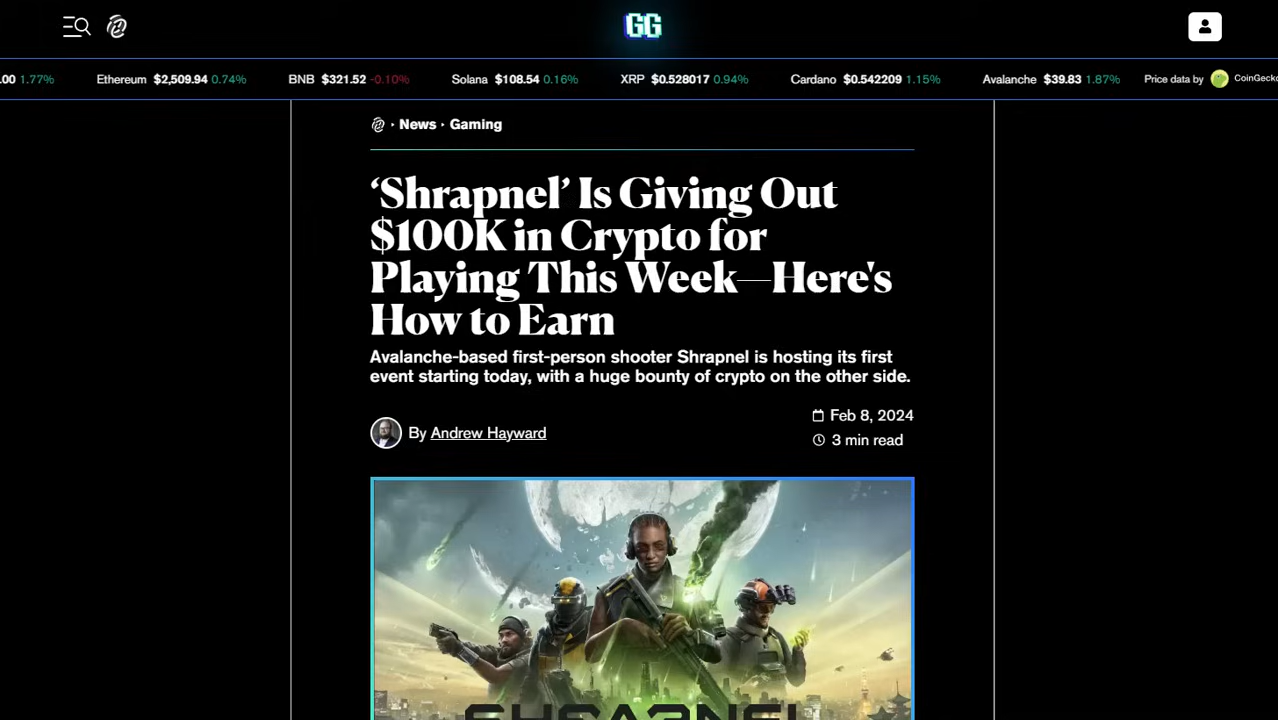 GG
.00 1.77% Ethereum $2,509.94 0.74% BNB $321.52 -0.10% Solana $108.54 0.16% XRP $0.528017 0.94% Cardano $0.542209 1.15% Avalanche $39.83 1.87% Price data by CoinGecko
News · Gaming
‘Shrapnel’ Is Giving Out
$100K in Crypto for
Playing This Week—Here's
How to Earn
Avalanche-based first-person shooter Shrapnel is hosting its first
event starting today, with a huge bounty of crypto on the other side.
Feb 8, 2024
By Andrew Hayward
3 min read
SHRAPNEL